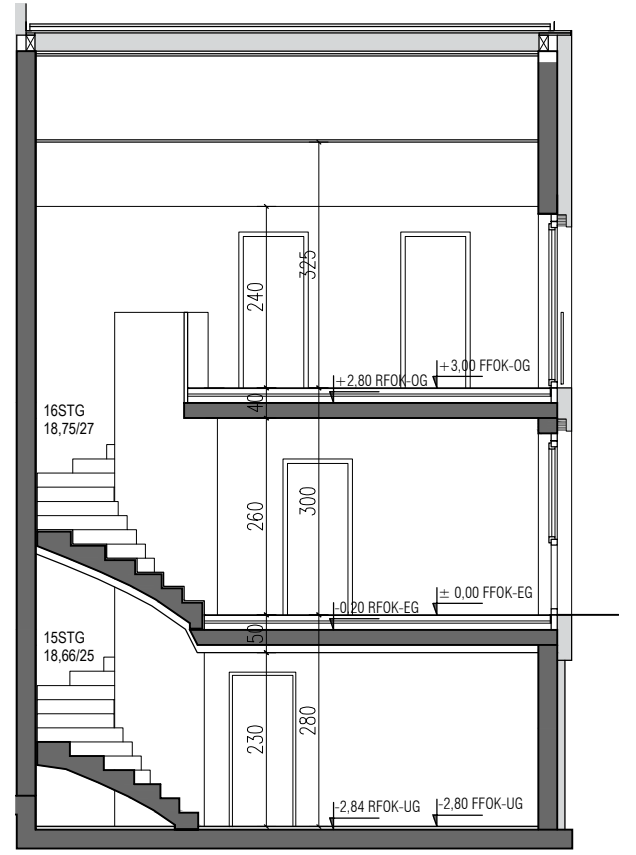 325
240
+3,00 FFOK-OG
+2,80 RFOK-OG
40
16STG
18,75/27
300
260
± 0,00 FFOK-EG
-0,20 RFOK-EG
50
15STG
18,66/25
280
230
-2,84 RFOK-UG
-2,80 FFOK-UG